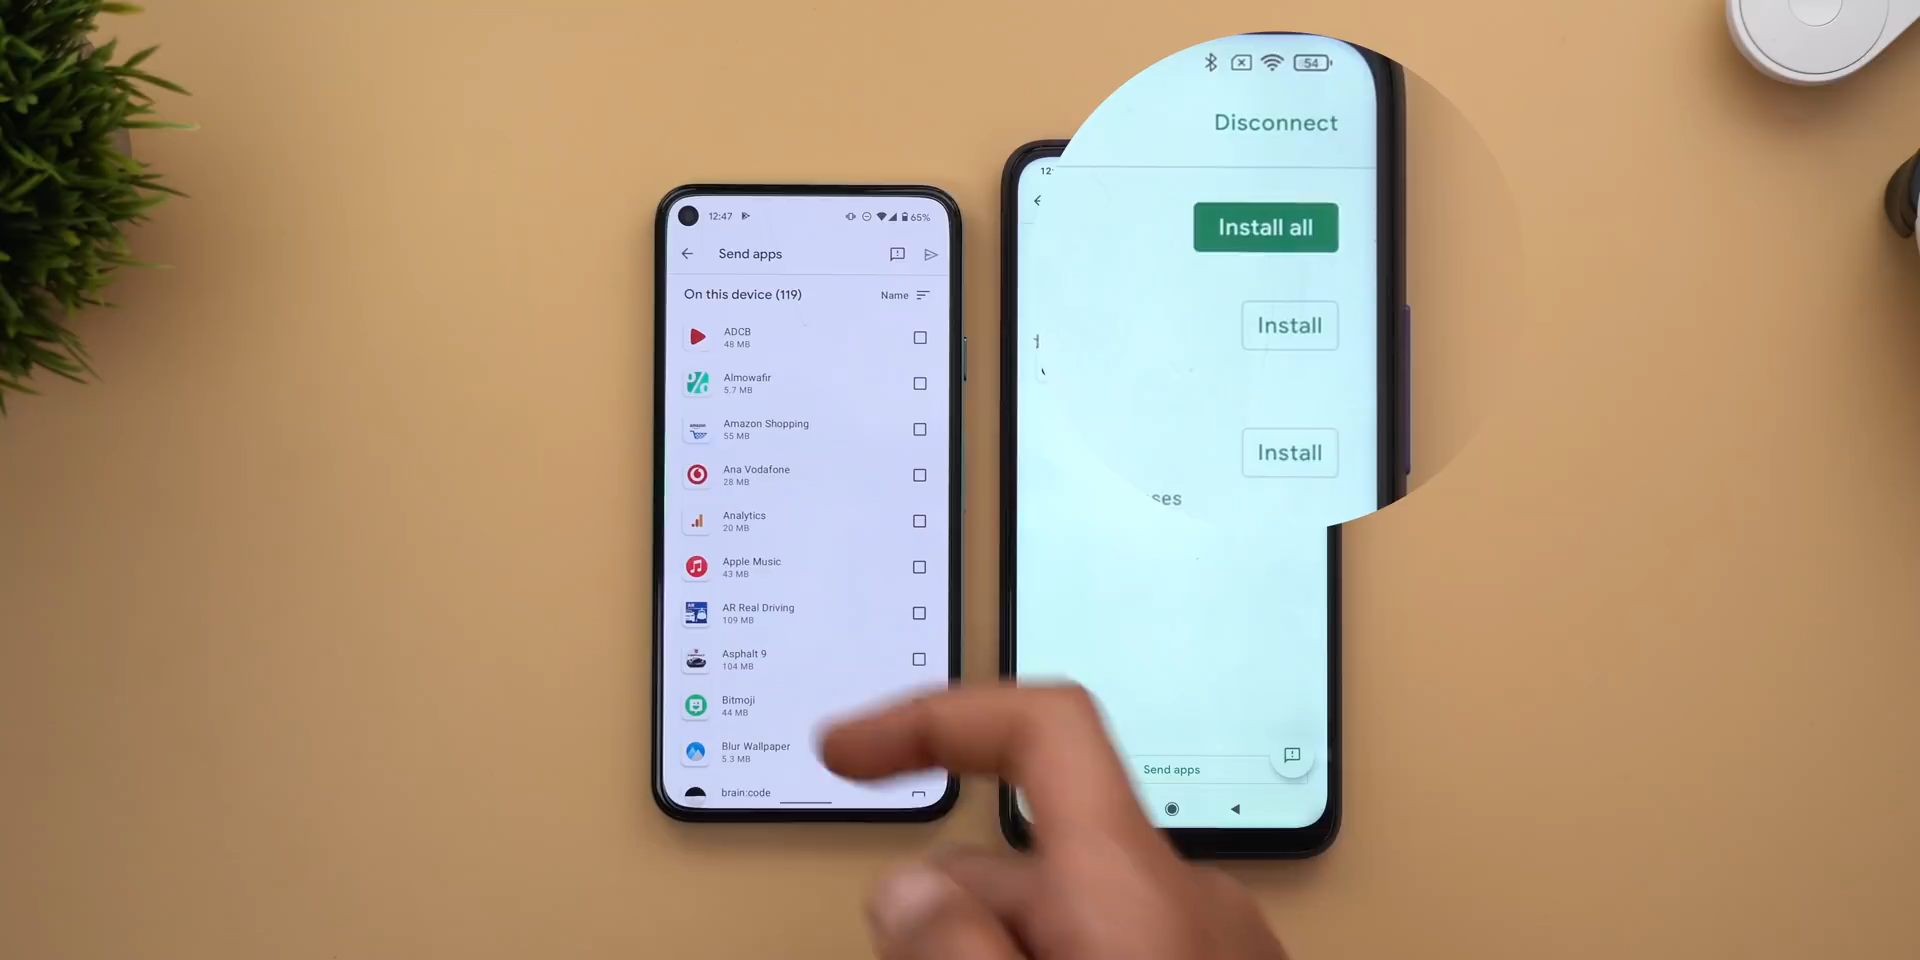 12:47
65%
Send apps
On this device (119)
Name
ADCB
48 MB
Almowafir
5.7 MB
Amazon Shopping
55 MB
Ana Vodafone
28 MB
Analytics
20 MB
Apple Music
43 MB
AR Real Driving
109 MB
Asphalt 9
104 MB
Bitmoji
44 MB
Blur Wallpaper
5.3 MB
brain:code
54
Disconnect
12
Install all
Install
Install
ses
Send apps